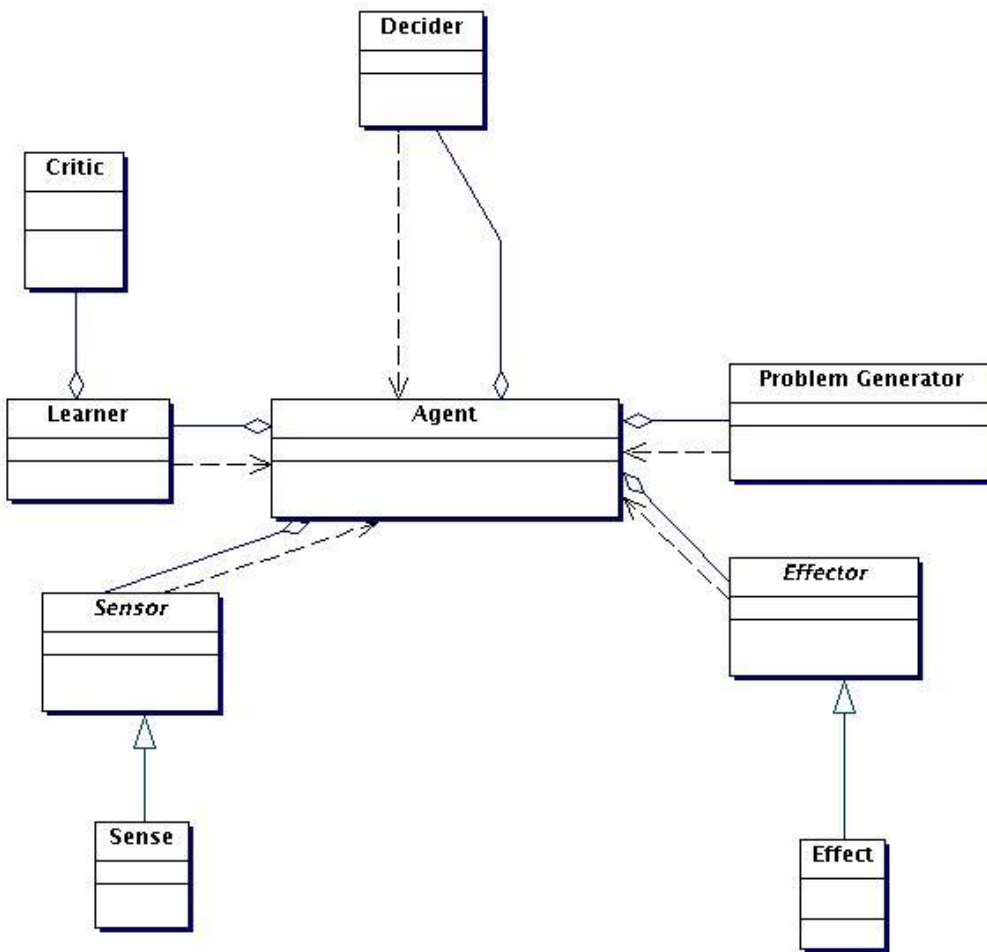 Decider
Critic
Problem Generator
Learner
Agent
Effector
Sensor
Sense
Effect